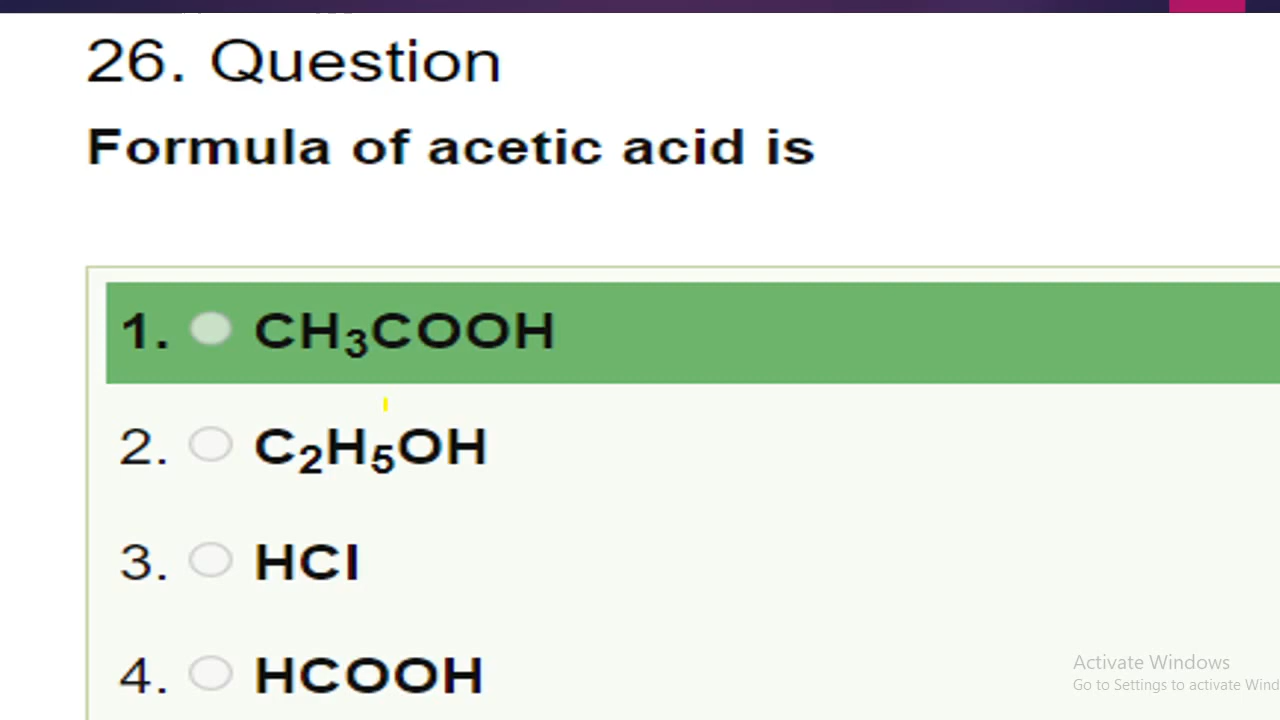 26. Question
Formula of acetic acid is
1. CH₃COOH
2. C₂H₅OH
3. HCl
4. HCOOH
Activate Windows
Go to Settings to activate Wind